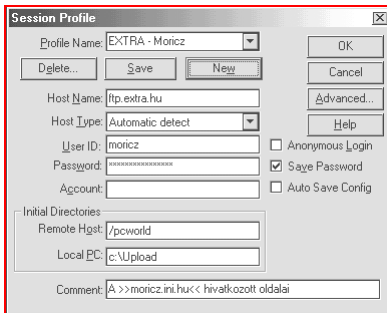 Session Profile
Profile Name: EXTRA - Moricz
OK
Delete... Save New
Cancel
Host Name: ftp.extra.hu
Advanced...
Host Type: Automatic detect
Help
User ID: moricz
Anonymous Login
Password: ***************
Save Password
Account:
Auto Save Config
Initial Directories
Remote Host: /pcworld
Local PC: c:\Upload
Comment: A >>moricz.ini.hu<< hivatkozott oldalai